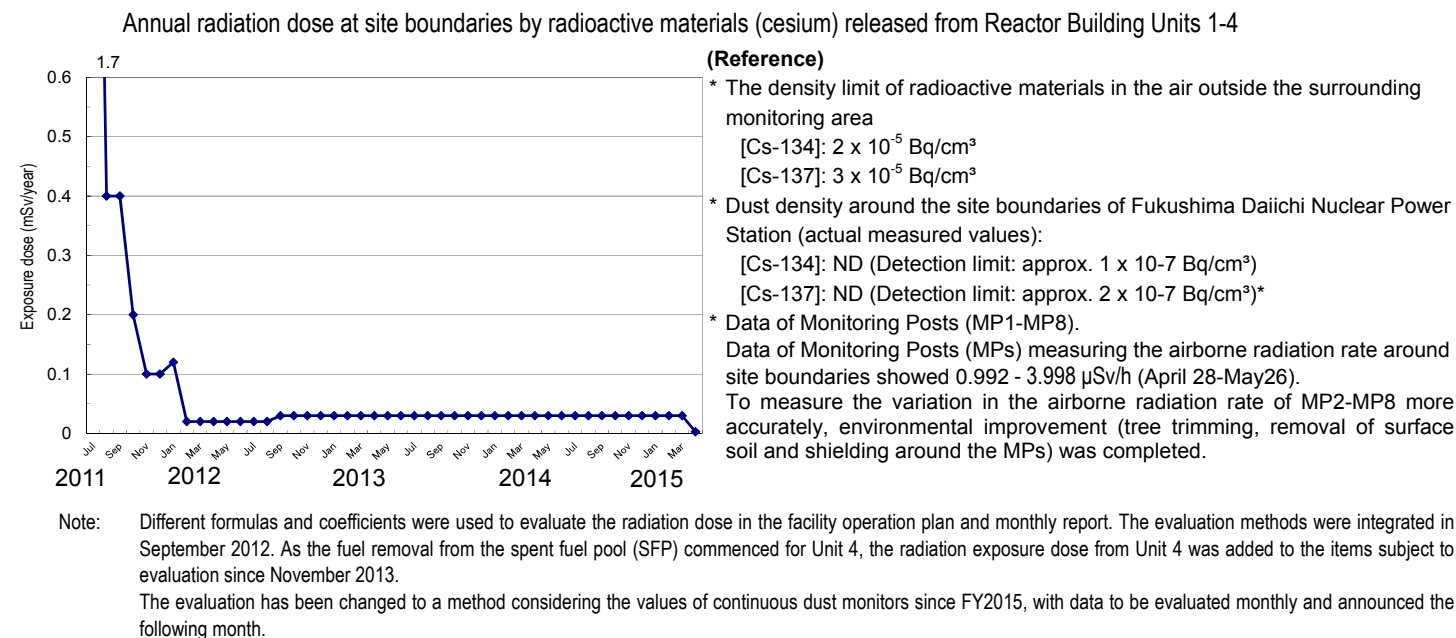 Annual radiation dose at site boundaries by radioactive materials (cesium) released from Reactor Building Units 1-4
1.7
Exposure dose (mSv/year)
0.6
0.5
0.4
0.3
0.2
0.1
0
Jul Sep Nov Jan Mar May Jul Sep Nov Jan Mar May Jul Sep Nov Jan Mar May Jul Sep Nov Jan Mar
2011 2012 2013 2014 2015
(Reference)
* The density limit of radioactive materials in the air outside the surrounding
monitoring area
[Cs-134]: 2 x 10⁻⁵ Bq/cm³
[Cs-137]: 3 x 10⁻⁵ Bq/cm³
* Dust density around the site boundaries of Fukushima Daiichi Nuclear Power
Station (actual measured values):
[Cs-134]: ND (Detection limit: approx. 1 x 10-7 Bq/cm³)
[Cs-137]: ND (Detection limit: approx. 2 x 10-7 Bq/cm³)*
* Data of Monitoring Posts (MP1-MP8).
Data of Monitoring Posts (MPs) measuring the airborne radiation rate around
site boundaries showed 0.992 - 3.998 μSv/h (April 28-May26).
To measure the variation in the airborne radiation rate of MP2-MP8 more
accurately, environmental improvement (tree trimming, removal of surface
soil and shielding around the MPs) was completed.
Note: Different formulas and coefficients were used to evaluate the radiation dose in the facility operation plan and monthly report. The evaluation methods were integrated in
September 2012. As the fuel removal from the spent fuel pool (SFP) commenced for Unit 4, the radiation exposure dose from Unit 4 was added to the items subject to
evaluation since November 2013.
The evaluation has been changed to a method considering the values of continuous dust monitors since FY2015, with data to be evaluated monthly and announced the
following month.